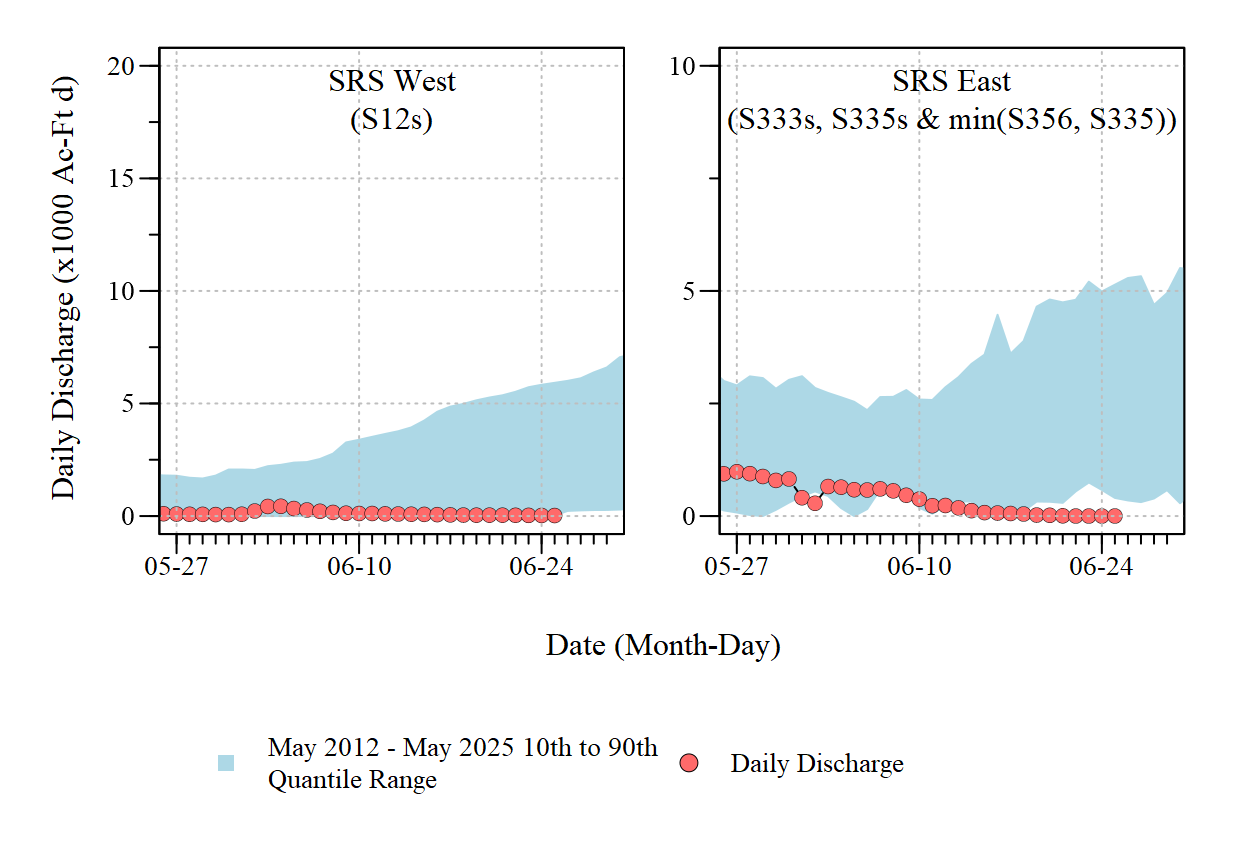 SRS West
(S12s)
SRS East
(S333s, S335s & min(S356, S335))
Daily Discharge (x1000 Ac-Ft d)
20
15
10
5
0
10
5
0
05-27
06-10
06-24
05-27
06-10
06-24
Date (Month-Day)
May 2012 - May 2025 10th to 90th
Quantile Range
Daily Discharge